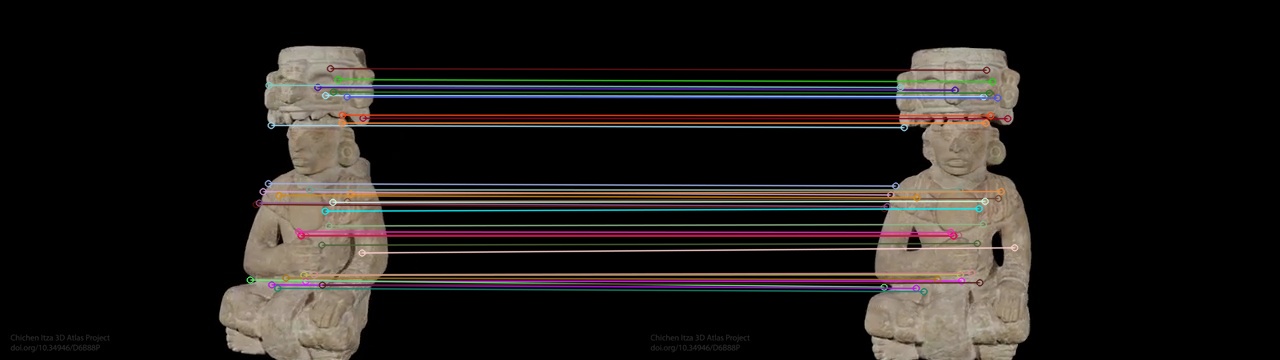 Chichen Itza 3D Atlas Project
doi.org/10.34946/D6B88P
Chichen Itza 3D Atlas Project
doi.org/10.34946/D6B88P